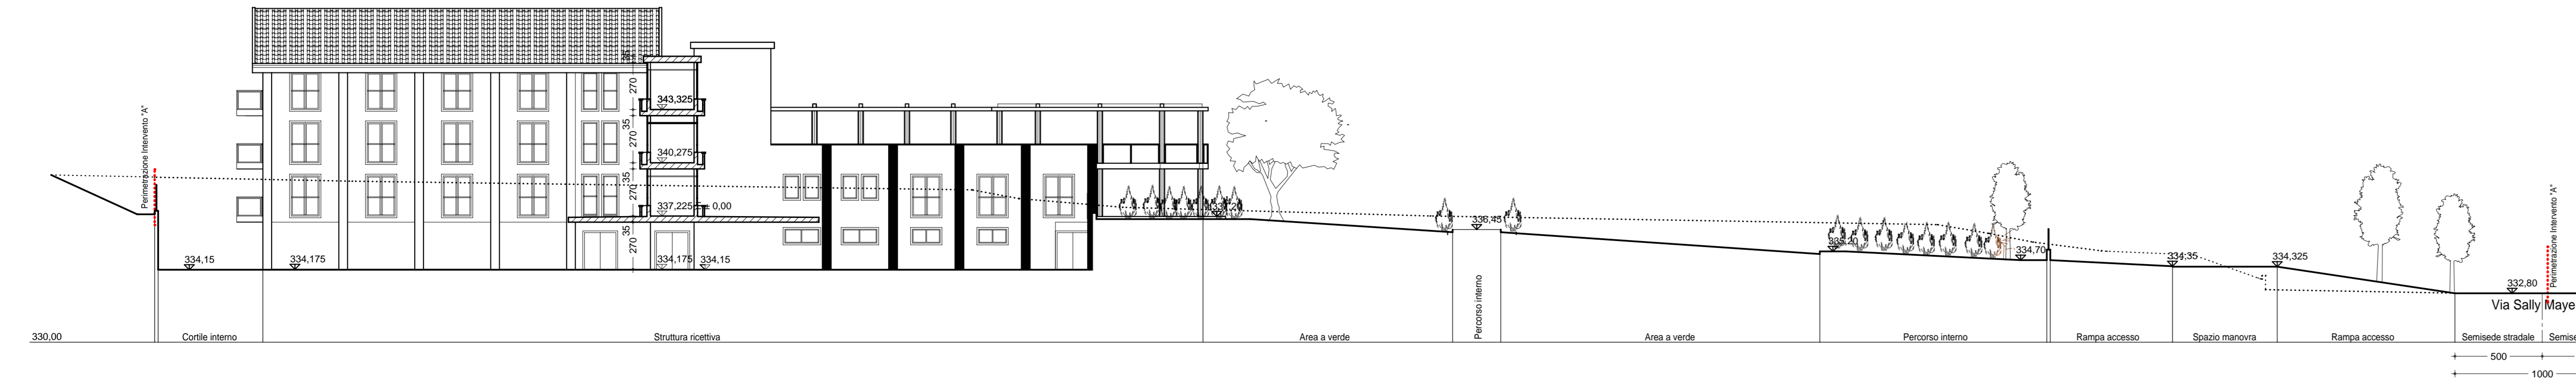 Perimetrazione Intervento "A"
35
270
343,325
35
270
340,275
35
270
337,225 = ± 0,00
35
270
334,15
334,175
334,175
334,15
336,45
335,20
334,70
334,35
334,325
332,80
Perimetrazione Intervento "A"
Via Sally Maye
330,00
Cortile interno
Struttura ricettiva
Area a verde
Percorso interno
Area a verde
Percorso interno
Rampa accesso
Spazio manovra
Rampa accesso
Semisede stradale
Semise
500
1000